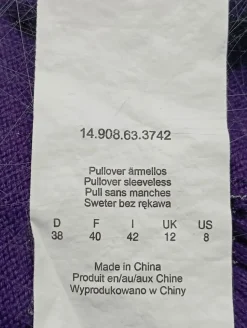 14.908.63.3742
Pullover ärmellos
Pullover sleeveless
Pull sans manches
Sweter bez rękawa
D F I UK US
38 40 42 12 8
Made in China
Produit en/au/aux Chine
Wyprodukowano w Chiny